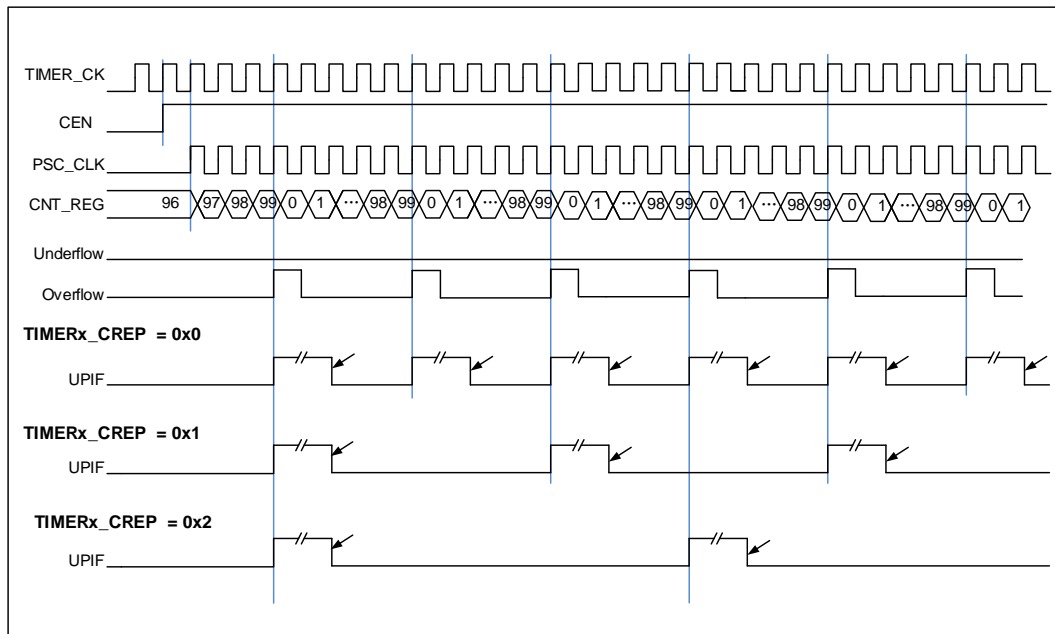 TIMER_CK
CEN
PSC_CLK
CNT_REG 96 97 98 99 0 1 ... 98 99 0 1 ... 98 99 0 1 ... 98 99 0 1 ... 98 99 0 1 ... 98 99 0 1
Underflow
Overflow
TIMERx_CREP = 0x0
UPIF
TIMERx_CREP = 0x1
UPIF
TIMERx_CREP = 0x2
UPIF